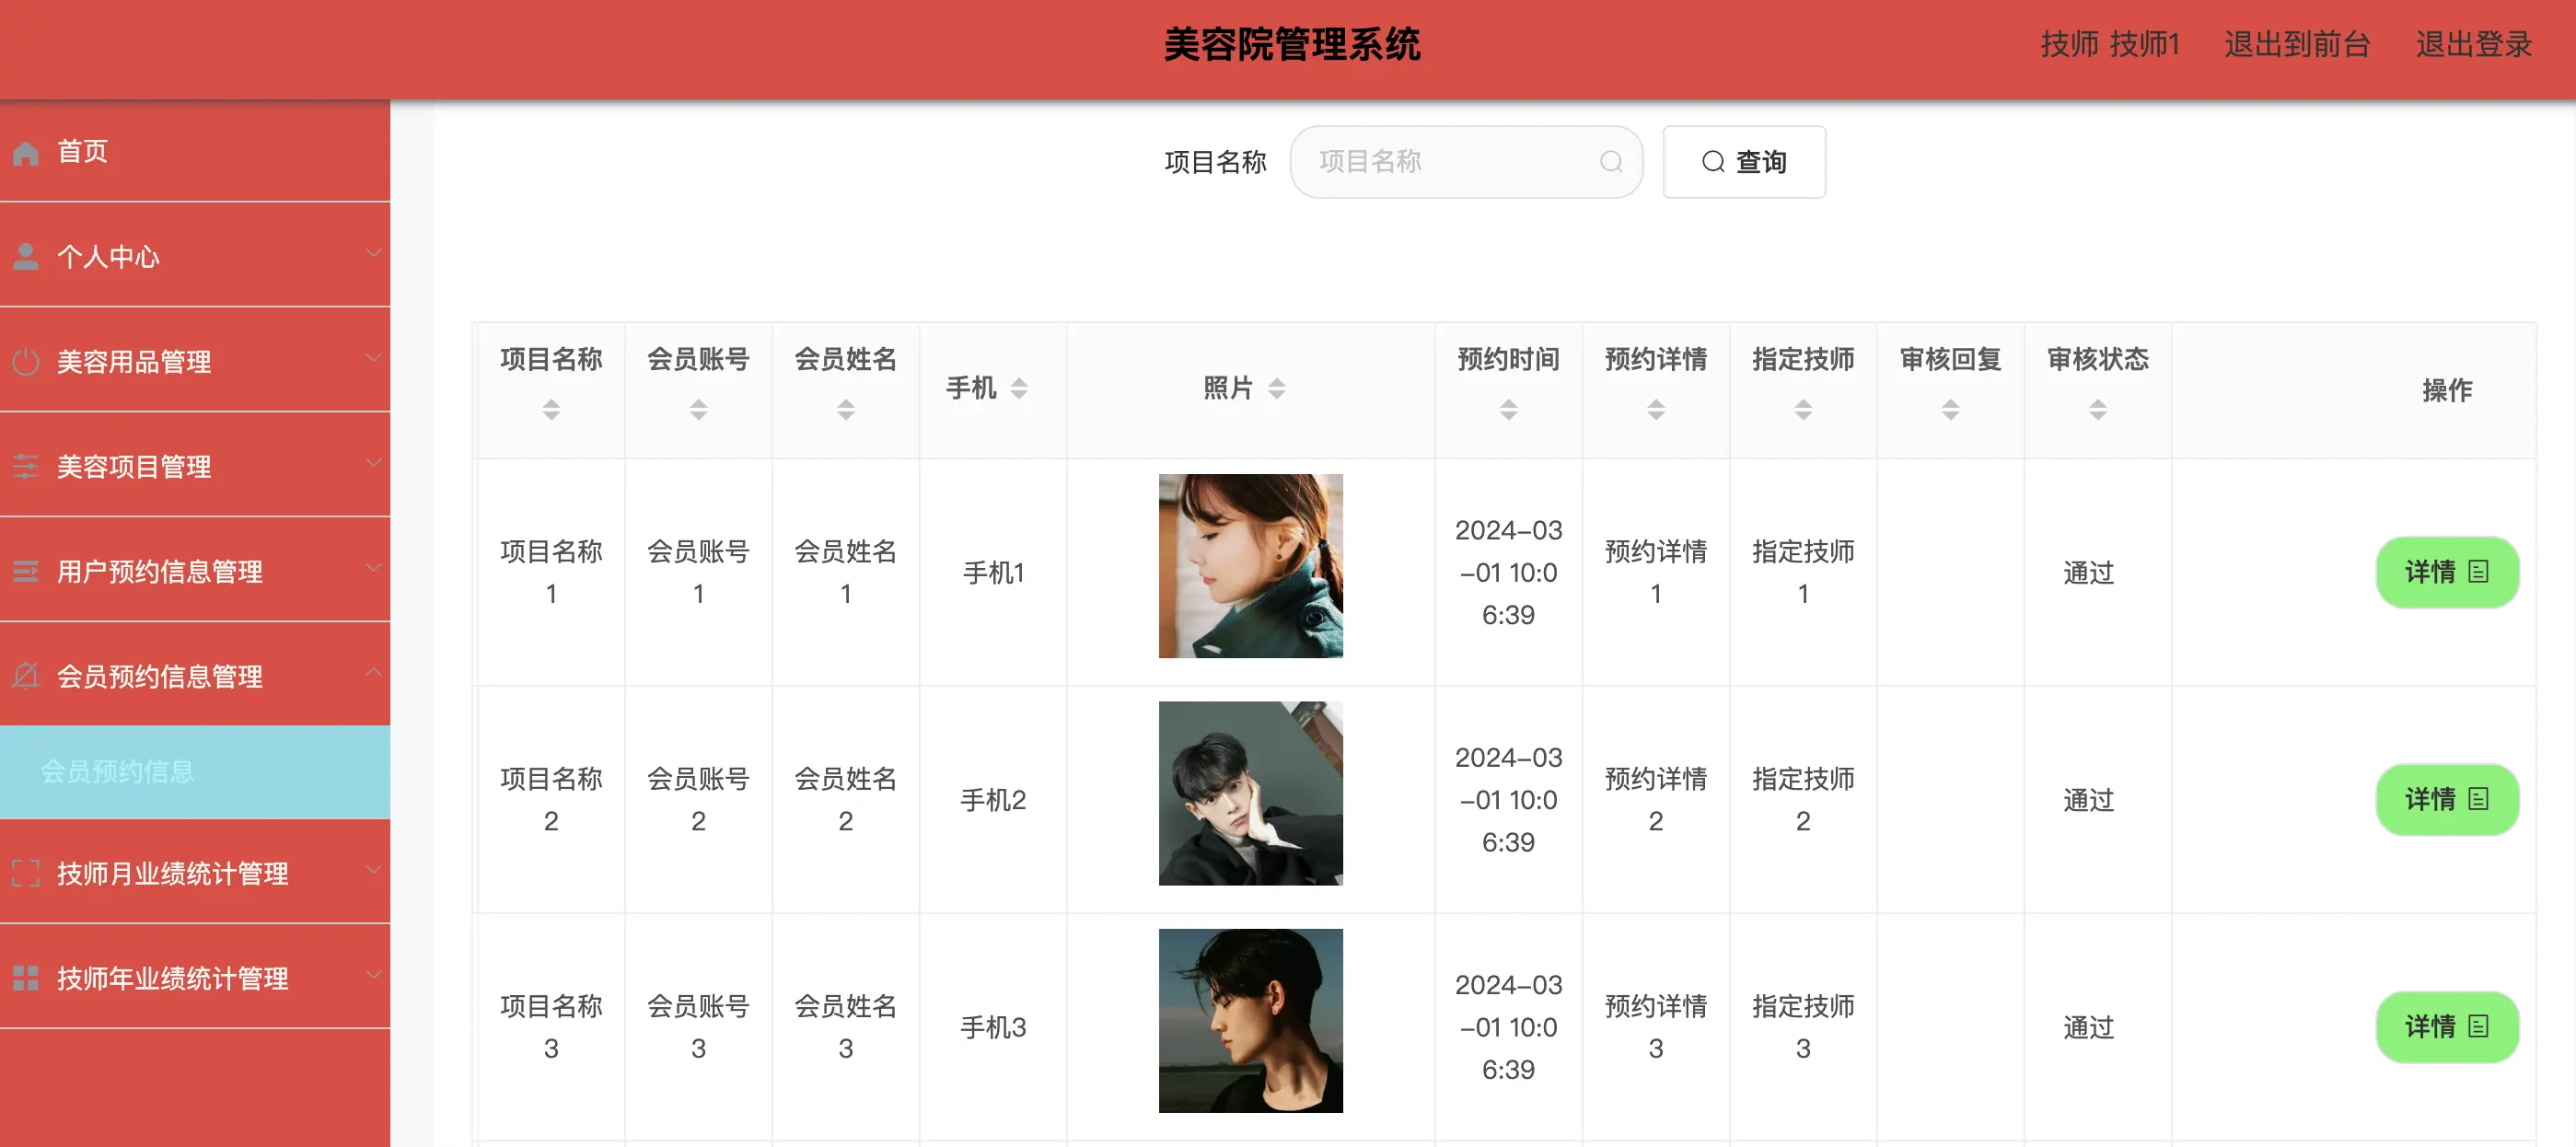 美容院管理系统
技师 技师1 退出到前台 退出登录
首页
个人中心
美容用品管理
美容项目管理
用户预约信息管理
会员预约信息管理
会员预约信息
技师月业绩统计管理
技师年业绩统计管理
项目名称 项目名称 查询
项目名称 会员账号 会员姓名 手机 照片 预约时间 预约详情 指定技师 审核回复 审核状态 操作
项目名称
1
会员账号
1
会员姓名
1
手机1
2024-03
-01 10:0
6:39
预约详情
1
指定技师
1
通过
详情
项目名称
2
会员账号
2
会员姓名
2
手机2
2024-03
-01 10:0
6:39
预约详情
2
指定技师
2
通过
详情
项目名称
3
会员账号
3
会员姓名
3
手机3
2024-03
-01 10:0
6:39
预约详情
3
指定技师
3
通过
详情